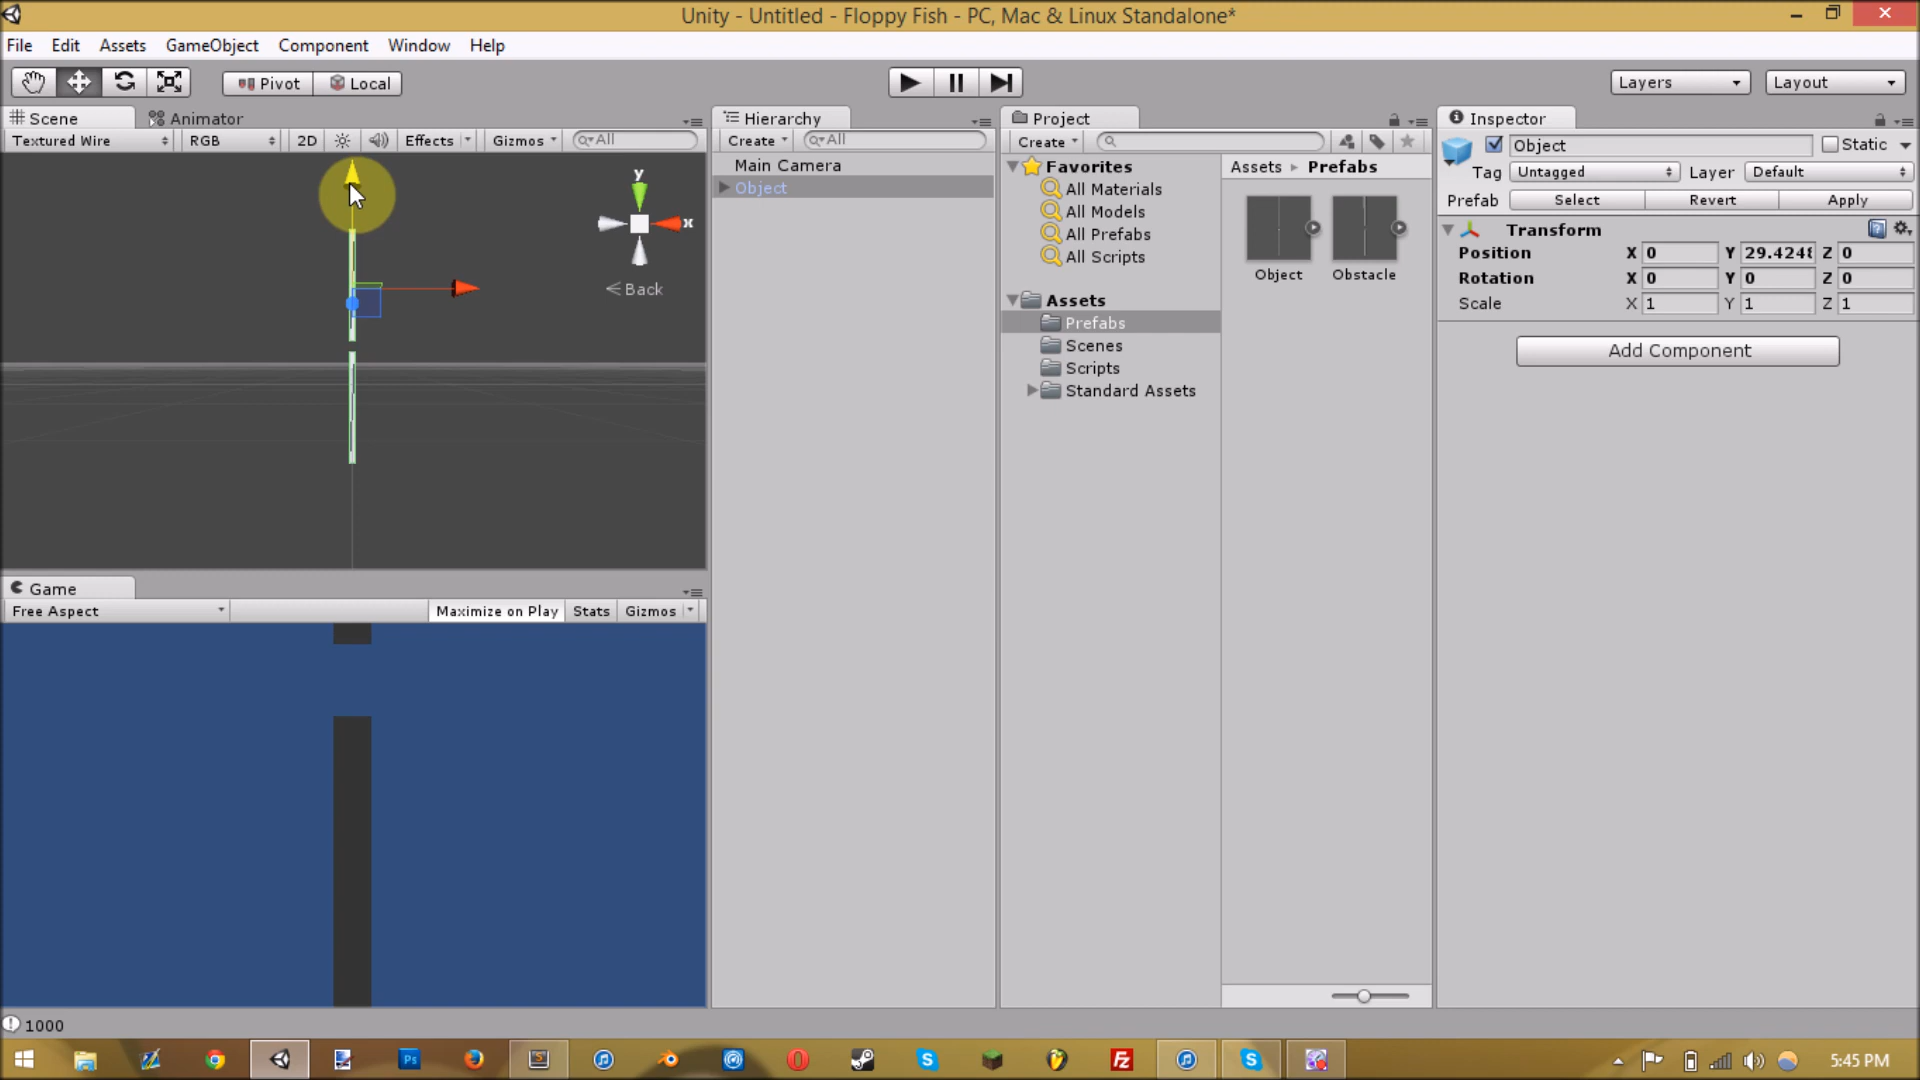 Unity - Untitled - Floppy Fish - PC, Mac & Linux Standalone*
File Edit Assets GameObject Component Window Help
Pivot Local Layers Layout
Scene Animator
Textured Wire RGB 2D Effects Gizmos All
y
x
Back
Hierarchy
Create All
Main Camera
Object
Project
Create
Favorites
All Materials
All Models
All Prefabs
All Scripts
Assets
Prefabs
Scenes
Scripts
Standard Assets
Assets Prefabs
Object Obstacle
Inspector
Object Static
Tag Untagged Layer Default
Prefab Select Revert Apply
Transform
Position X 0 Y 29.4248 Z 0
Rotation X 0 Y 0 Z 0
Scale X 1 Y 1 Z 1
Add Component
Game
Free Aspect Maximize on Play Stats Gizmos
1000
Ps
S
Fz
5:45 PM